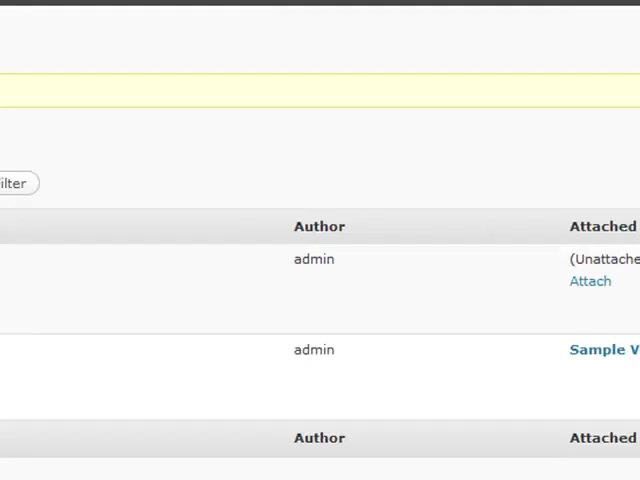 ilter
Author Attached
admin (Unattache
Attach
admin Sample V
Author Attached